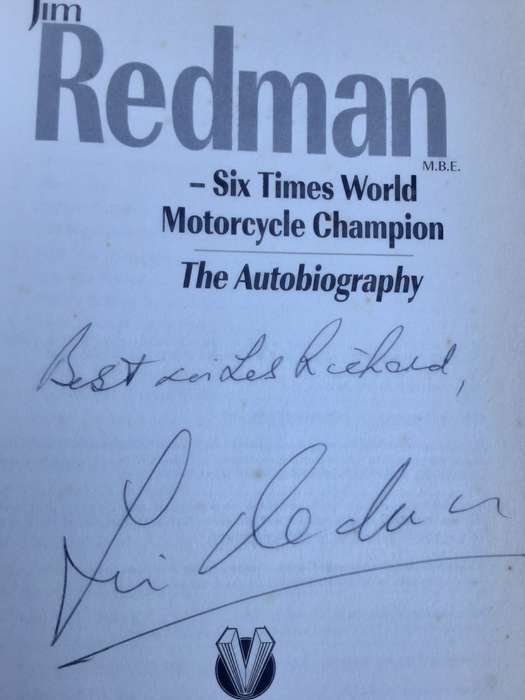 Jim
Redman
M.B.E.
– Six Times World
Motorcycle Champion
The Autobiography
Best wishes Richard,
Jim Redman